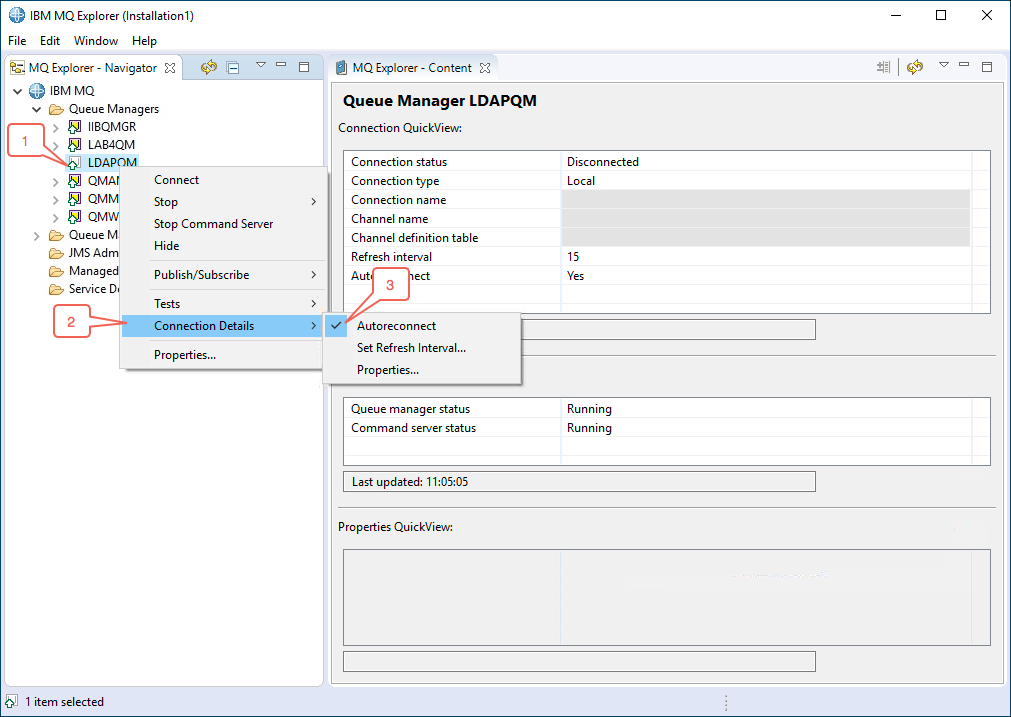 IBM MQ Explorer (Installation1)
File Edit Window Help
MQ Explorer - Navigator
IBM MQ
Queue Managers
IIBQMGR
1
LAB4QM
LDAPQM
QMAN
QMM
QMW
Queue M
JMS Adm
Managed
Service De
Connect
Stop
Stop Command Server
Hide
Publish/Subscribe
Tests
2
Connection Details
Properties...
3
Autoreconnect
Set Refresh Interval...
Properties...
MQ Explorer - Content
Queue Manager LDAPQM
Connection QuickView:
Connection status Disconnected
Connection type Local
Connection name
Channel name
Channel definition table
Refresh interval 15
Auto nect Yes
Queue manager status Running
Command server status Running
Last updated: 11:05:05
Properties QuickView:
1 item selected